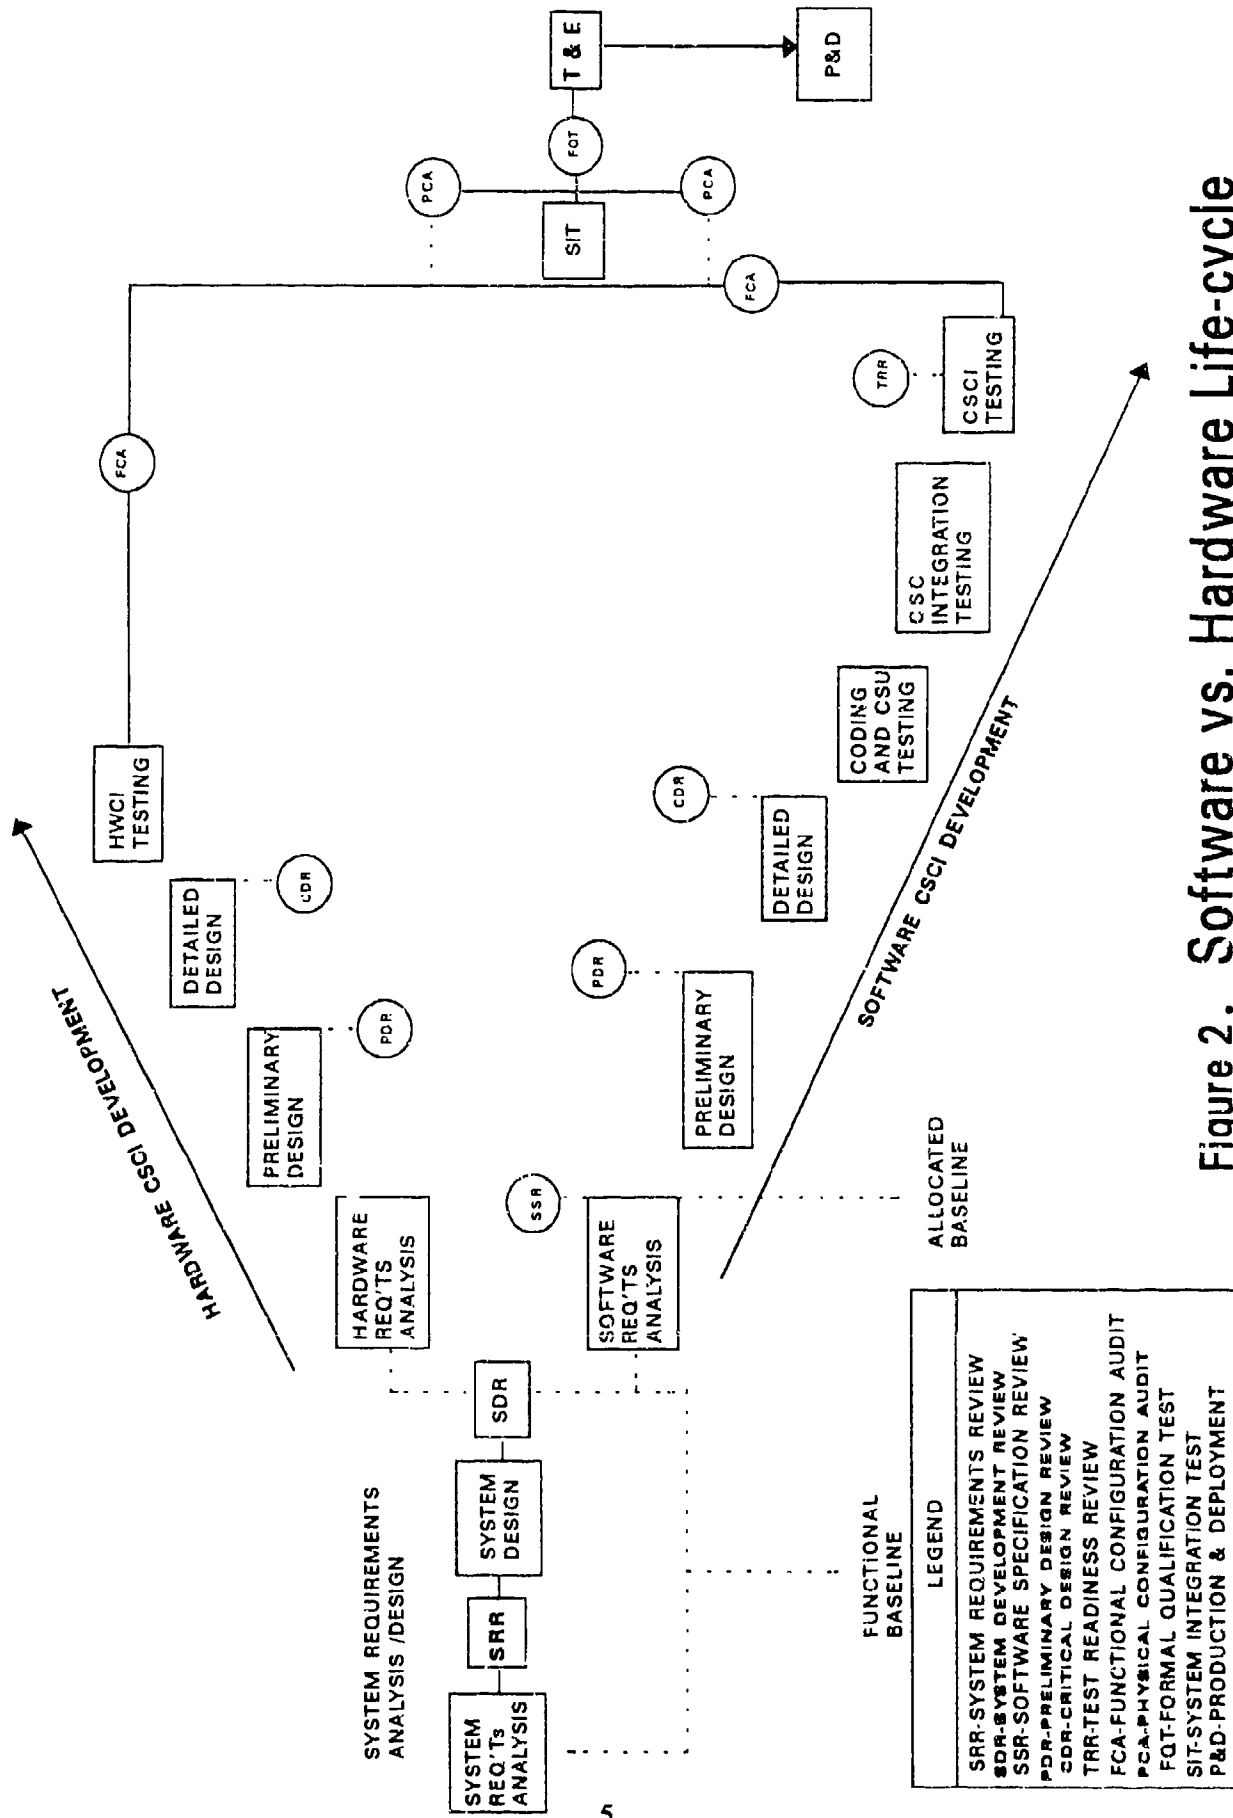 SYSTEM REQUIREMENTS
ANALYSIS /DESIGN
SYSTEM
REQ'Ts
ANALYSIS
SRR
SYSTEM
DESIGN
SDR
FUNCTIONAL
BASELINE
HARDWARE CSCI DEVELOPMENT
HARDWARE
REQ'TS
ANALYSIS
PRELIMINARY
DESIGN
PDR
DETAILED
DESIGN
CDR
HWCI
TESTING
FCA
SOFTWARE
REQ'TS
ANALYSIS
SSR
ALLOCATED
BASELINE
PRELIMINARY
DESIGN
PDR
DETAILED
DESIGN
CDR
CODING
AND CSU
TESTING
CSC
INTEGRATION
TESTING
CSCI
TESTING
TRR
SOFTWARE CSCI DEVELOPMENT
FCA
PCA
PCA
SIT
FQT
T & E
P&D
LEGEND
SRR-SYSTEM REQUIREMENTS REVIEW
SDR-SYSTEM DEVELOPMENT REVIEW
SSR-SOFTWARE SPECIFICATION REVIEW
PDR-PRELIMINARY DESIGN REVIEW
CDR-CRITICAL DESIGN REVIEW
TRR-TEST READINESS REVIEW
FCA-FUNCTIONAL CONFIGURATION AUDIT
PCA-PHYSICAL CONFIGURATION AUDIT
FQT-FORMAL QUALIFICATION TEST
SIT-SYSTEM INTEGRATION TEST
P&D-PRODUCTION & DEPLOYMENT
Figure 2. Software vs. Hardware Life-cycle
5